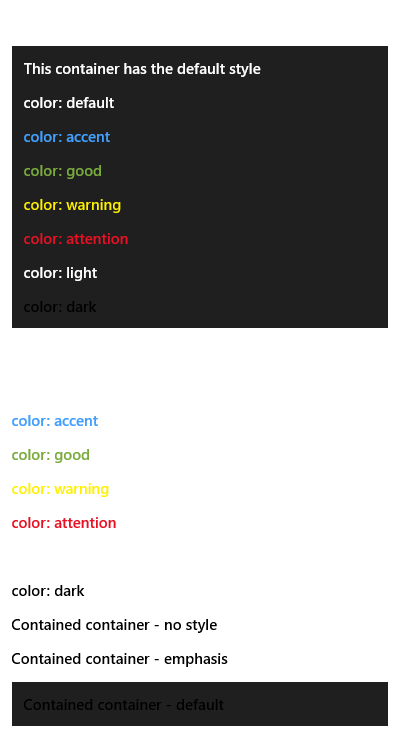 This container has the default style
color: default
color: accent
color: good
color: warning
color: attention
color: light
color: dark
color: accent
color: good
color: warning
color: attention
color: dark
Contained container - no style
Contained container - emphasis
Contained container - default